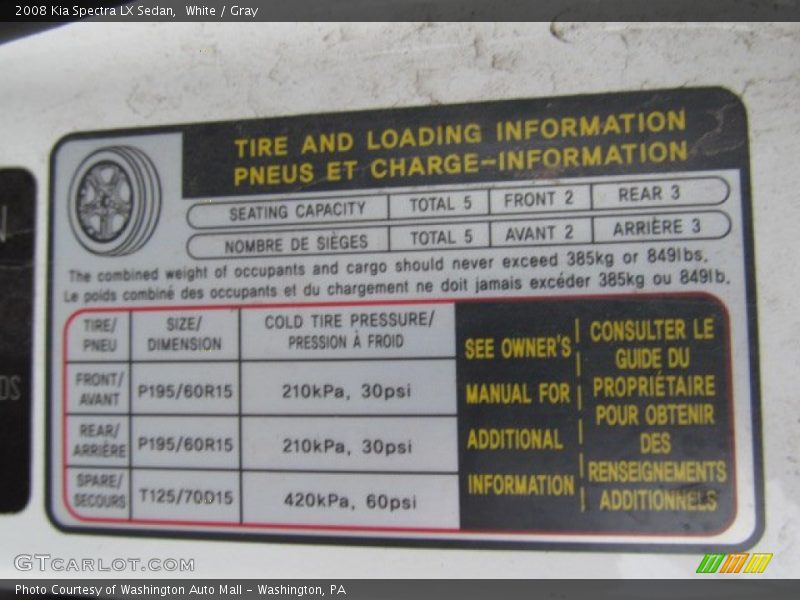 2008 Kia Spectra LX Sedan,  White / Gray
TIRE AND LOADING INFORMATION
PNEUS ET CHARGE-INFORMATION
SEATING CAPACITY TOTAL 5 FRONT 2 REAR 3
NOMBRE DE SIÈGES TOTAL 5 AVANT 2 ARRIÈRE 3
The combined weight of occupants and cargo should never exceed 385kg or 849lbs.
Le poids combiné des occupants et du chargement ne doit jamais excéder 385kg ou 849lb.
TIRE/
PNEU
SIZE/
DIMENSION
COLD TIRE PRESSURE/
PRESSION À FROID
FRONT/
AVANT
P195/60R15
210kPa, 30psi
REAR/
ARRIÈRE
P195/60R15
210kPa, 30psi
SPARE/
SECOURS
T125/70D15
420kPa, 60psi
SEE OWNER'S
MANUAL FOR
ADDITIONAL
INFORMATION
CONSULTER LE
GUIDE DU
PROPRIÉTAIRE
POUR OBTENIR
DES
RENSEIGNEMENTS
ADDITIONNELS
GTCARLOT.COM
Photo Courtesy of Washington Auto Mall - Washington, PA